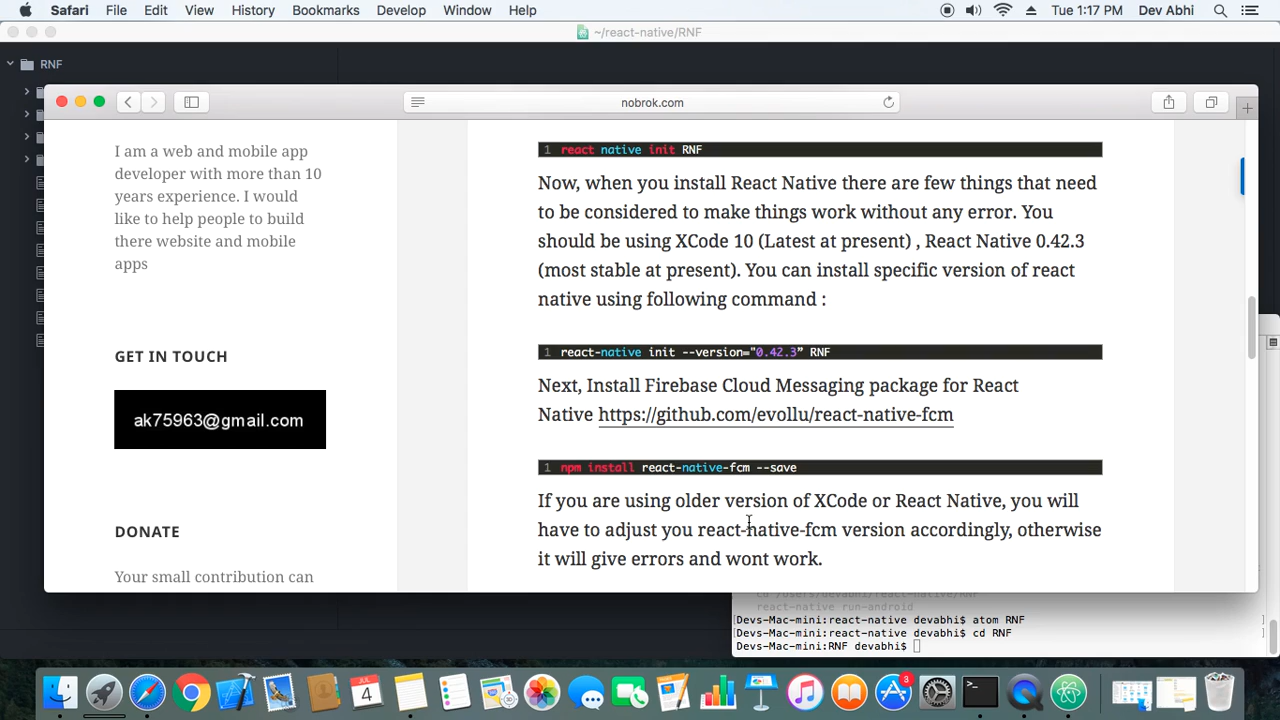 Safari File Edit View History Bookmarks Develop Window Help Tue 1:17 PM Dev Abhi
~/react-native/RNF
RNF
nobrok.com
I am a web and mobile app
developer with more than 10
years experience. I would
like to help people to build
there website and mobile
apps
GET IN TOUCH
ak75963@gmail.com
DONATE
Your small contribution can
1 react native init RNF
Now, when you install React Native there are few things that need
to be considered to make things work without any error. You
should be using XCode 10 (Latest at present) , React Native 0.42.3
(most stable at present). You can install specific version of react
native using following command :
1 react-native init --version="0.42.3” RNF
Next, Install Firebase Cloud Messaging package for React
Native https://github.com/evollu/react-native-fcm
1 npm install react-native-fcm --save
If you are using older version of XCode or React Native, you will
have to adjust you react-native-fcm version accordingly, otherwise
it will give errors and wont work.
cd /Users/devabhi/react-native/RNF
react-native run-android
[Devs-Mac-mini:react-native devabhi$ atom RNF ]
[Devs-Mac-mini:react-native devabhi$ cd RNF ]
Devs-Mac-mini:RNF devabhi$
4
3